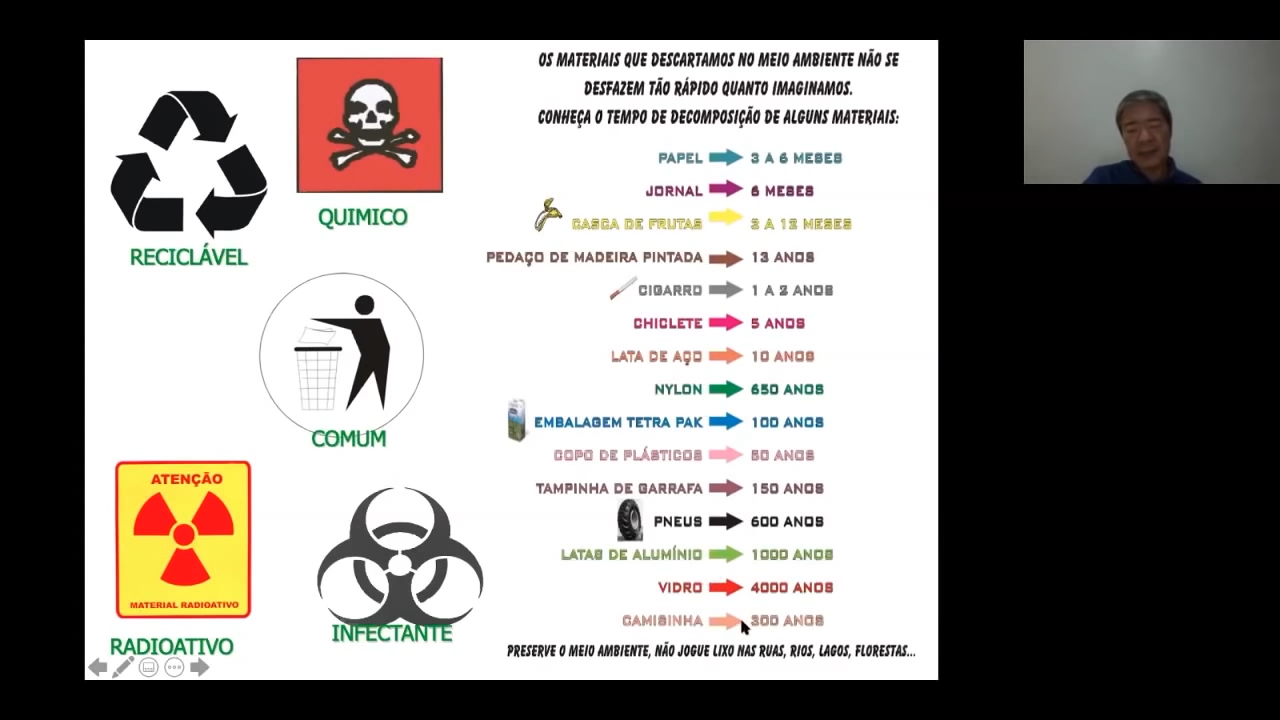 OS MATERIAIS QUE DESCARTAMOS NO MEIO AMBIENTE NÃO SE
DESFAZEM TÃO RÁPIDO QUANTO IMAGINAMOS.
CONHEÇA O TEMPO DE DECOMPOSIÇÃO DE ALGUNS MATERIAIS:
RECICLÁVEL
QUIMICO
COMUM
ATENÇÃO
MATERIAL RADIOATIVO
RADIOATIVO
INFECTANTE
PAPEL 3 A 6 MESES
JORNAL 6 MESES
CASCA DE FRUTAS 2 A 12 MESES
PEDAÇO DE MADEIRA PINTADA 13 ANOS
CIGARRO 1 A 2 ANOS
CHICLETE 5 ANOS
LATA DE AÇO 10 ANOS
NYLON 650 ANOS
EMBALAGEM TETRA PAK 100 ANOS
COPO DE PLÁSTICOS 50 ANOS
TAMPINHA DE GARRAFA 150 ANOS
PNEUS 600 ANOS
LATAS DE ALUMÍNIO 1000 ANOS
VIDRO 4000 ANOS
CAMISINHA 300 ANOS
PRESERVE O MEIO AMBIENTE, NÃO JOGUE LIXO NAS RUAS, RIOS, LAGOS, FLORESTAS...